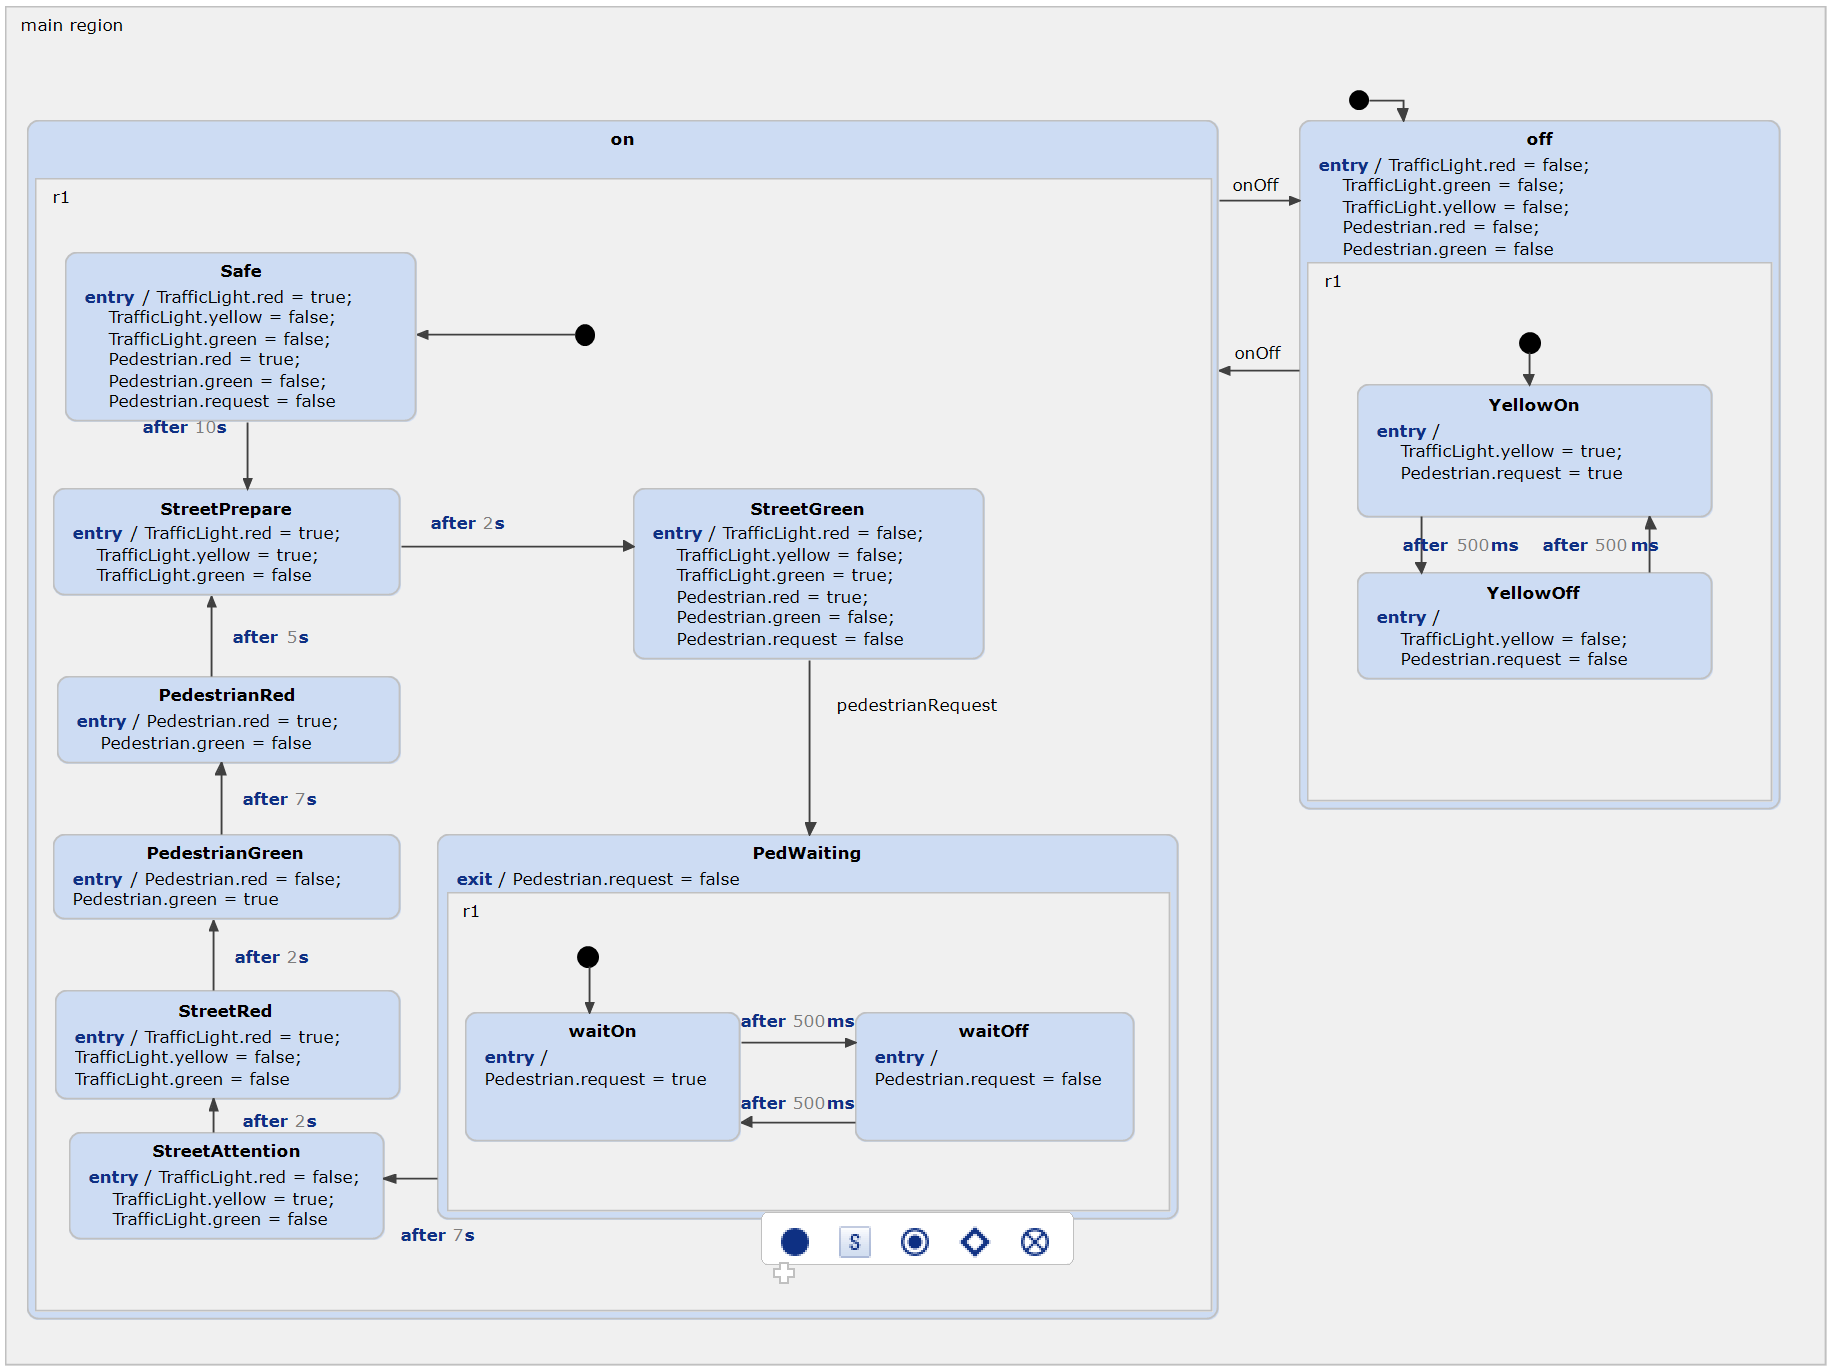 main region
on
r1
Safe
entry / TrafficLight.red = true;
TrafficLight.yellow = false;
TrafficLight.green = false;
Pedestrian.red = true;
Pedestrian.green = false;
Pedestrian.request = false
after 10s
StreetPrepare
entry / TrafficLight.red = true;
TrafficLight.yellow = true;
TrafficLight.green = false
after 2s
StreetGreen
entry / TrafficLight.red = false;
TrafficLight.yellow = false;
TrafficLight.green = true;
Pedestrian.red = true;
Pedestrian.green = false;
Pedestrian.request = false
after 5s
PedestrianRed
entry / Pedestrian.red = true;
Pedestrian.green = false
pedestrianRequest
after 7s
PedestrianGreen
entry / Pedestrian.red = false;
Pedestrian.green = true
after 2s
StreetRed
entry / TrafficLight.red = true;
TrafficLight.yellow = false;
TrafficLight.green = false
after 2s
StreetAttention
entry / TrafficLight.red = false;
TrafficLight.yellow = true;
TrafficLight.green = false
after 7s
PedWaiting
exit / Pedestrian.request = false
r1
waitOn
entry /
Pedestrian.request = true
after 500ms
waitOff
entry /
Pedestrian.request = false
after 500ms
S
onOff
onOff
off
entry / TrafficLight.red = false;
TrafficLight.green = false;
TrafficLight.yellow = false;
Pedestrian.red = false;
Pedestrian.green = false
r1
YellowOn
entry /
TrafficLight.yellow = true;
Pedestrian.request = true
after 500ms
after 500 ms
YellowOff
entry /
TrafficLight.yellow = false;
Pedestrian.request = false